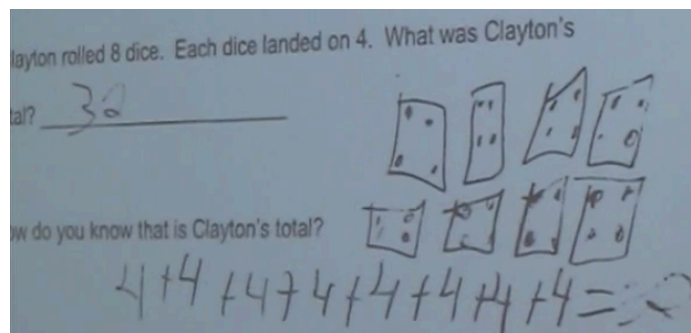 layton rolled 8 dice. Each dice landed on 4. What was Clayton's
tal? 32
ow do you know that is Clayton's total?
4+4+4+4+4+4+4+4=